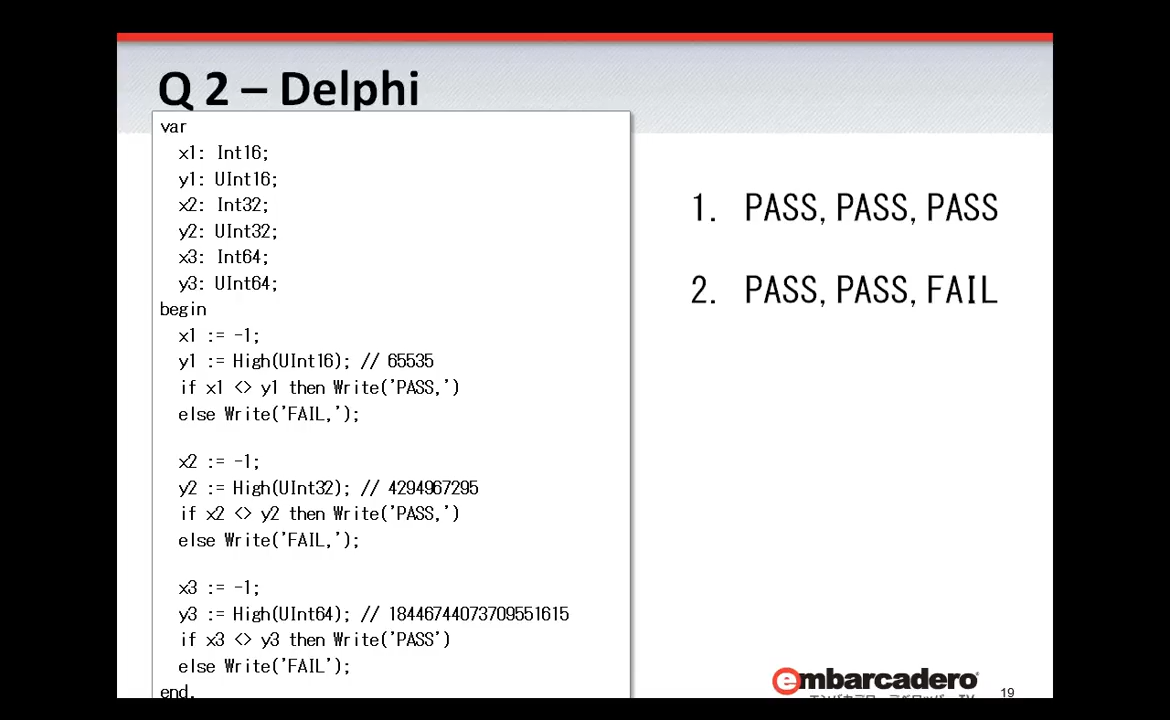 Q 2 – Delphi
var
x1: Int16;
y1: UInt16;
x2: Int32;
y2: UInt32;
x3: Int64;
y3: UInt64;
begin
x1 := -1;
y1 := High(UInt16); // 65535
if x1 <> y1 then Write('PASS,')
else Write('FAIL,');
x2 := -1;
y2 := High(UInt32); // 4294967295
if x2 <> y2 then Write('PASS,')
else Write('FAIL,');
x3 := -1;
y3 := High(UInt64); // 18446744073709551615
if x3 <> y3 then Write('PASS')
else Write('FAIL');
end.
1. PASS, PASS, PASS
2. PASS, PASS, FAIL
embarcadero
19